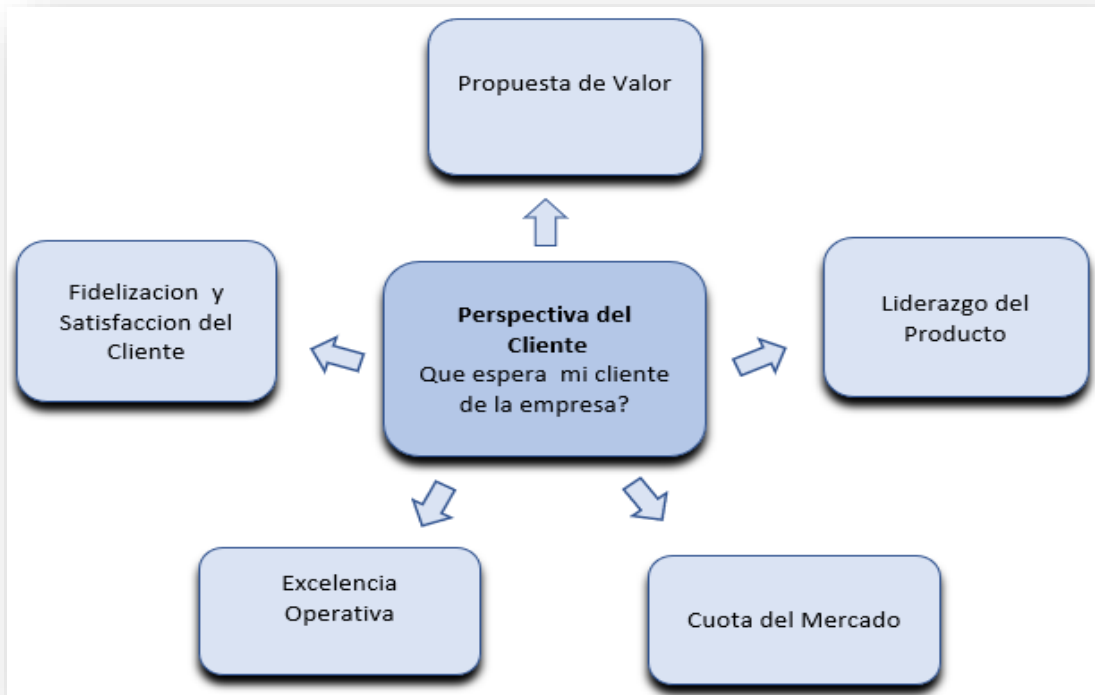 Propuesta de Valor
Fidelizacion y
Satisfaccion del
Cliente
Perspectiva del
Cliente
Que espera mi cliente
de la empresa?
Liderazgo del
Producto
Excelencia
Operativa
Cuota del Mercado